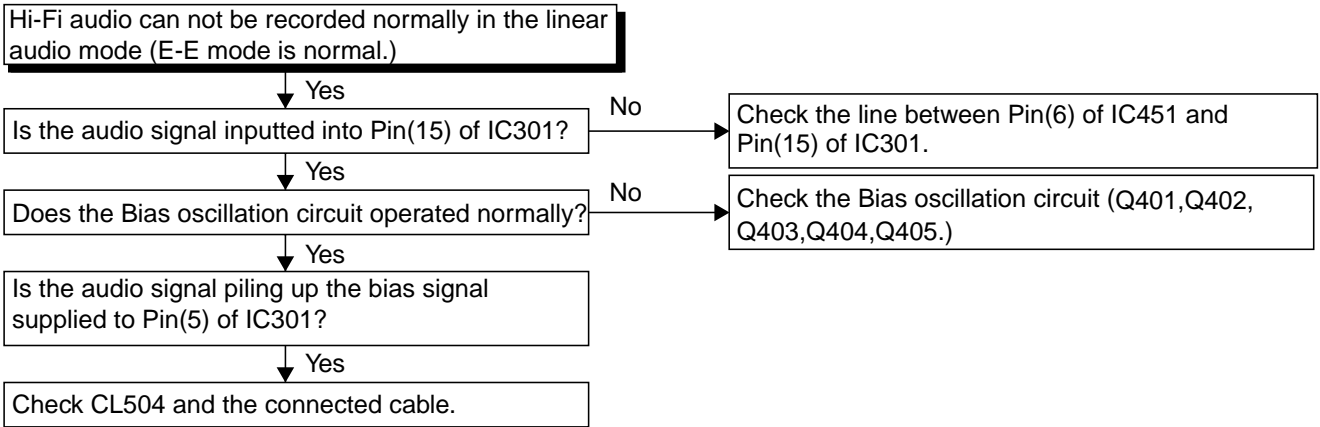 Hi-Fi audio can not be recorded normally in the linear
audio mode (E-E mode is normal.)
Yes
Is the audio signal inputted into Pin(15) of IC301?
No
Check the line between Pin(6) of IC451 and
Pin(15) of IC301.
Yes
Does the Bias oscillation circuit operated normally?
No
Check the Bias oscillation circuit (Q401,Q402,
Q403,Q404,Q405.)
Yes
Is the audio signal piling up the bias signal
supplied to Pin(5) of IC301?
Yes
Check CL504 and the connected cable.